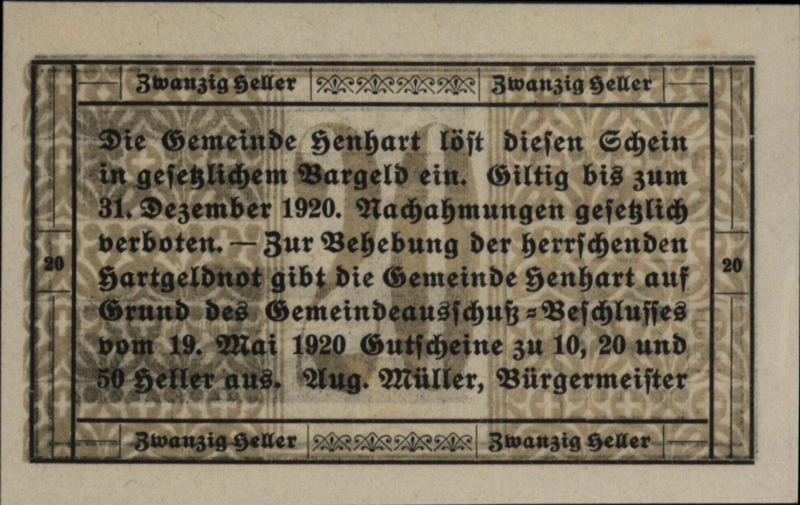 Zwanzig Heller Zwanzig Heller
Die Gemeinde Henhart löst diesen Schein
in gesetzlichem Bargeld ein. Giltig bis zum
31. Dezember 1920. Nachahmungen gesetzlich
verboten. — Zur Behebung der herrschenden
Hartgeldnot gibt die Gemeinde Henhart auf
Grund des Gemeindeausschuß-Beschlusses
vom 19. Mai 1920 Gutscheine zu 10, 20 und
50 Heller aus. Aug. Müller, Bürgermeister
20
20
Zwanzig Heller Zwanzig Heller